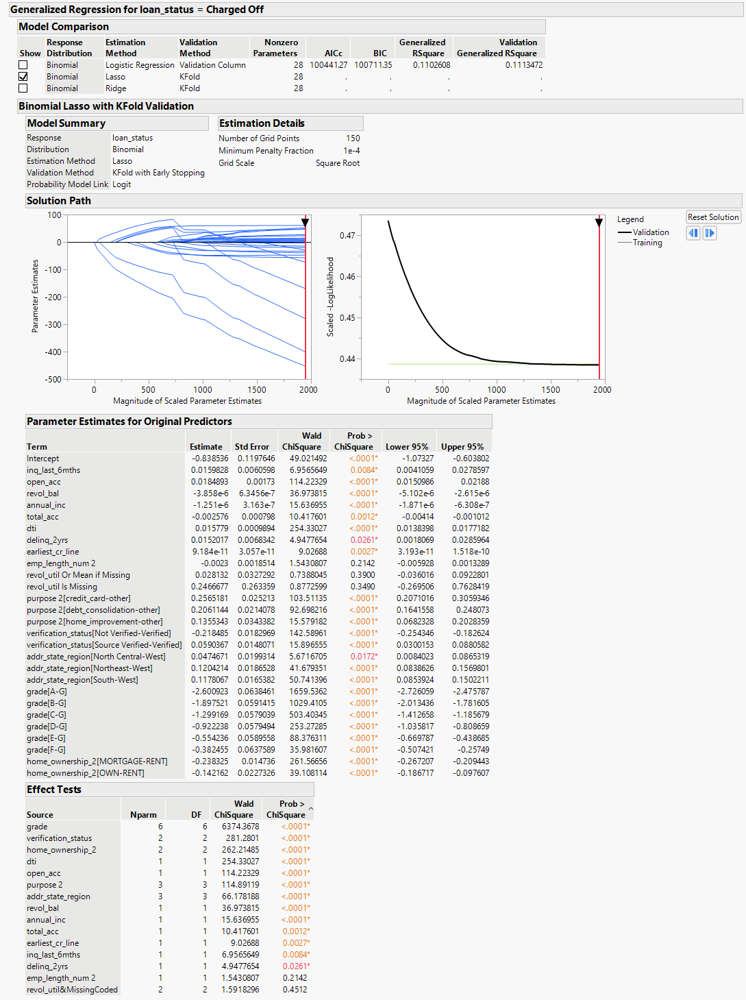 Generalized Regression for loan_status = Charged Off
Model Comparison
Show Response Distribution Estimation Method Validation Method Nonzero Parameters AICc BIC Generalized RSquare Validation Generalized RSquare
Binomial Logistic Regression Validation Column 28 100441.27 100711.35 0.1102608 0.1113472
Binomial Lasso KFold 28 . . . .
Binomial Ridge KFold 28 . . . .
Binomial Lasso with KFold Validation
Model Summary
Response loan_status
Distribution Binomial
Estimation Method Lasso
Validation Method KFold with Early Stopping
Probability Model Link Logit
Estimation Details
Number of Grid Points 150
Minimum Penalty Fraction 1e-4
Grid Scale Square Root
Solution Path
Parameter Estimates
100
0
-100
-200
-300
-400
-500
0 500 1000 1500 2000
Magnitude of Scaled Parameter Estimates
Scaled -LogLikelihood
0.47
0.46
0.45
0.44
0 500 1000 1500 2000
Magnitude of Scaled Parameter Estimates
Legend
Validation
Training
Reset Solution
Parameter Estimates for Original Predictors
Term Estimate Std Error Wald ChiSquare Prob > ChiSquare Lower 95% Upper 95%
Intercept -0.838536 0.1197646 49.021492 <.0001* -1.07327 -0.603802
inq_last_6mths 0.0159828 0.0060598 6.9565649 0.0084* 0.0041059 0.0278597
open_acc 0.0184893 0.00173 114.22329 <.0001* 0.0150986 0.02188
revol_bal -3.858e-6 6.3456e-7 36.973815 <.0001* -5.102e-6 -2.615e-6
annual_inc -1.251e-6 3.163e-7 15.636955 <.0001* -1.871e-6 -6.308e-7
total_acc -0.002576 0.000798 10.417601 0.0012* -0.00414 -0.001012
dti 0.015779 0.0009894 254.33027 <.0001* 0.0138398 0.0177182
delinq_2yrs 0.0152017 0.0068342 4.9477654 0.0261* 0.0018069 0.0285964
earliest_cr_line 9.184e-11 3.057e-11 9.02688 0.0027* 3.193e-11 1.518e-10
emp_length_num 2 -0.0023 0.0018514 1.5430807 0.2142 -0.005928 0.0013289
revol_util Or Mean if Missing 0.028132 0.0327292 0.7388045 0.3900 -0.036016 0.0922801
revol_util Is Missing 0.2466677 0.263359 0.8772599 0.3490 -0.269506 0.7628419
purpose 2[credit_card-other] 0.2565181 0.025213 103.51135 <.0001* 0.2071016 0.3059346
purpose 2[debt_consolidation-other] 0.2061144 0.0214078 92.698216 <.0001* 0.1641558 0.248073
purpose 2[home_improvement-other] 0.1355343 0.0343382 15.579182 <.0001* 0.0682328 0.2028359
verification_status[Not Verified-Verified] -0.218485 0.0182969 142.58961 <.0001* -0.254346 -0.182624
verification_status[Source Verified-Verified] 0.0590367 0.0148071 15.896555 <.0001* 0.0300153 0.0880582
addr_state_region[North Central-West] 0.0474671 0.0199314 5.6716705 0.0172* 0.0084023 0.0865319
addr_state_region[Northeast-West] 0.1204214 0.0186528 41.679351 <.0001* 0.0838626 0.1569801
addr_state_region[South-West] 0.1178067 0.0165382 50.741396 <.0001* 0.0853924 0.1502211
grade[A-G] -2.600923 0.0638461 1659.5362 <.0001* -2.726059 -2.475787
grade[B-G] -1.897521 0.0591415 1029.4105 <.0001* -2.013436 -1.781605
grade[C-G] -1.299169 0.0579039 503.40345 <.0001* -1.412658 -1.185679
grade[D-G] -0.922238 0.0579494 253.27285 <.0001* -1.035817 -0.808659
grade[E-G] -0.554236 0.0589558 88.376311 <.0001* -0.669787 -0.438685
grade[F-G] -0.382455 0.0637589 35.981607 <.0001* -0.507421 -0.25749
home_ownership_2[MORTGAGE-RENT] -0.238325 0.014736 261.56656 <.0001* -0.267207 -0.209443
home_ownership_2[OWN-RENT] -0.142162 0.0227326 39.108114 <.0001* -0.186717 -0.097607
Effect Tests
Source Nparm DF Wald ChiSquare Prob > ChiSquare
grade 6 6 6374.3678 <.0001*
verification_status 2 2 281.2801 <.0001*
home_ownership_2 2 2 262.21485 <.0001*
dti 1 1 254.33027 <.0001*
open_acc 1 1 114.22329 <.0001*
purpose 2 3 3 114.89119 <.0001*
addr_state_region 3 3 66.178188 <.0001*
revol_bal 1 1 36.973815 <.0001*
annual_inc 1 1 15.636955 <.0001*
total_acc 1 1 10.417601 0.0012*
earliest_cr_line 1 1 9.02688 0.0027*
inq_last_6mths 1 1 6.9565649 0.0084*
delinq_2yrs 1 1 4.9477654 0.0261*
emp_length_num 2 1 1 1.5430807 0.2142
revol_util&MissingCoded 2 2 1.5918296 0.4512